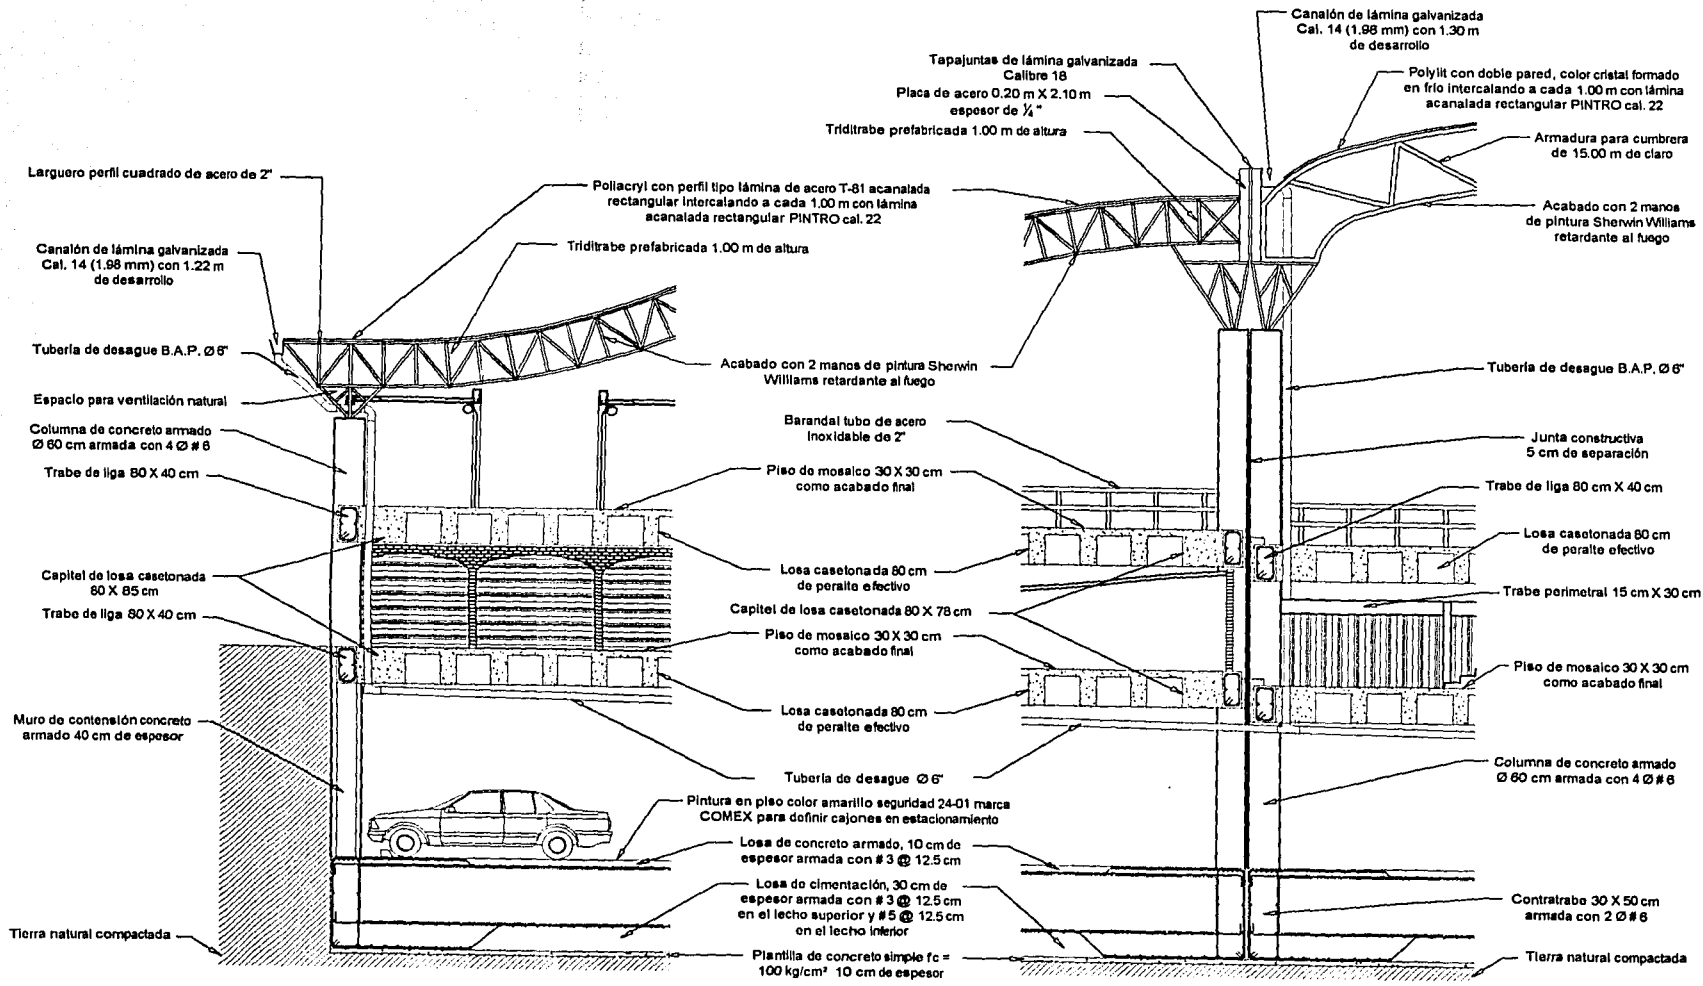 Canalón de lámina galvanizada
Cal. 14 (1.98 mm) con 1.30 m
de desarrollo
Tapajuntas de lámina galvanizada
Calibre 18
Placa de acero 0.20 m X 2.10 m
espesor de ¼"
Triditrabe prefabricada 1.00 m de altura
Polylit con doble pared, color cristal formado
en frio intercalando a cada 1.00 m con lámina
acanalada rectangular PINTRO cal. 22
Armadura para cumbrera
de 15.00 m de claro
Larguero perfil cuadrado de acero de 2"
Poliacryl con perfil tipo lámina de acero T-81 acanalada
rectangular intercalando a cada 1.00 m con lámina
acanalada rectangular PINTRO cal. 22
Acabado con 2 manos
de pintura Sherwin Williams
retardante al fuego
Canalón de lámina galvanizada
Cal. 14 (1.98 mm) con 1.22 m
de desarrollo
Triditrabe prefabricada 1.00 m de altura
Tubería de desague B.A.P. Ø 6"
Acabado con 2 manos de pintura Sherwin
Williams retardante al fuego
Tubería de desague B.A.P. Ø 6"
Espacio para ventilación natural
Columna de concreto armado
Ø 60 cm armada con 4 Ø # 6
Barandal tubo de acero
inoxidable de 2"
Junta constructiva
5 cm de separación
Trabe de liga 80 X 40 cm
Piso de mosaico 30 X 30 cm
como acabado final
Trabe de liga 80 cm X 40 cm
Losa casetonada 80 cm
de peralte efectivo
Capitel de losa casetonada
80 X 85 cm
Losa casetonada 80 cm
de peralte efectivo
Trabe perimetral 15 cm X 30 cm
Trabe de liga 80 X 40 cm
Capitel de losa casetonada 80 X 78 cm
Piso de mosaico 30 X 30 cm
como acabado final
Piso de mosaico 30 X 30 cm
como acabado final
Muro de contensión concreto
armado 40 cm de espesor
Losa casetonada 80 cm
de peralte efectivo
Tubería de desague Ø 6"
Columna de concreto armado
Ø 60 cm armada con 4 Ø # 6
Pintura en piso color amarillo seguridad 24-01 marca
COMEX para definir cajones en estacionamiento
Losa de concreto armado, 10 cm de
espesor armada con # 3 @ 12.5 cm
Losa de cimentación, 30 cm de
espesor armada con # 3 @ 12.5 cm
en el lecho superior y # 5 @ 12.5 cm
en el lecho inferior
Contratrabe 30 X 50 cm
armada con 2 Ø # 6
Tierra natural compactada
Plantilla de concreto simple fc =
100 kg/cm² 10 cm de espesor
Tierra natural compactada